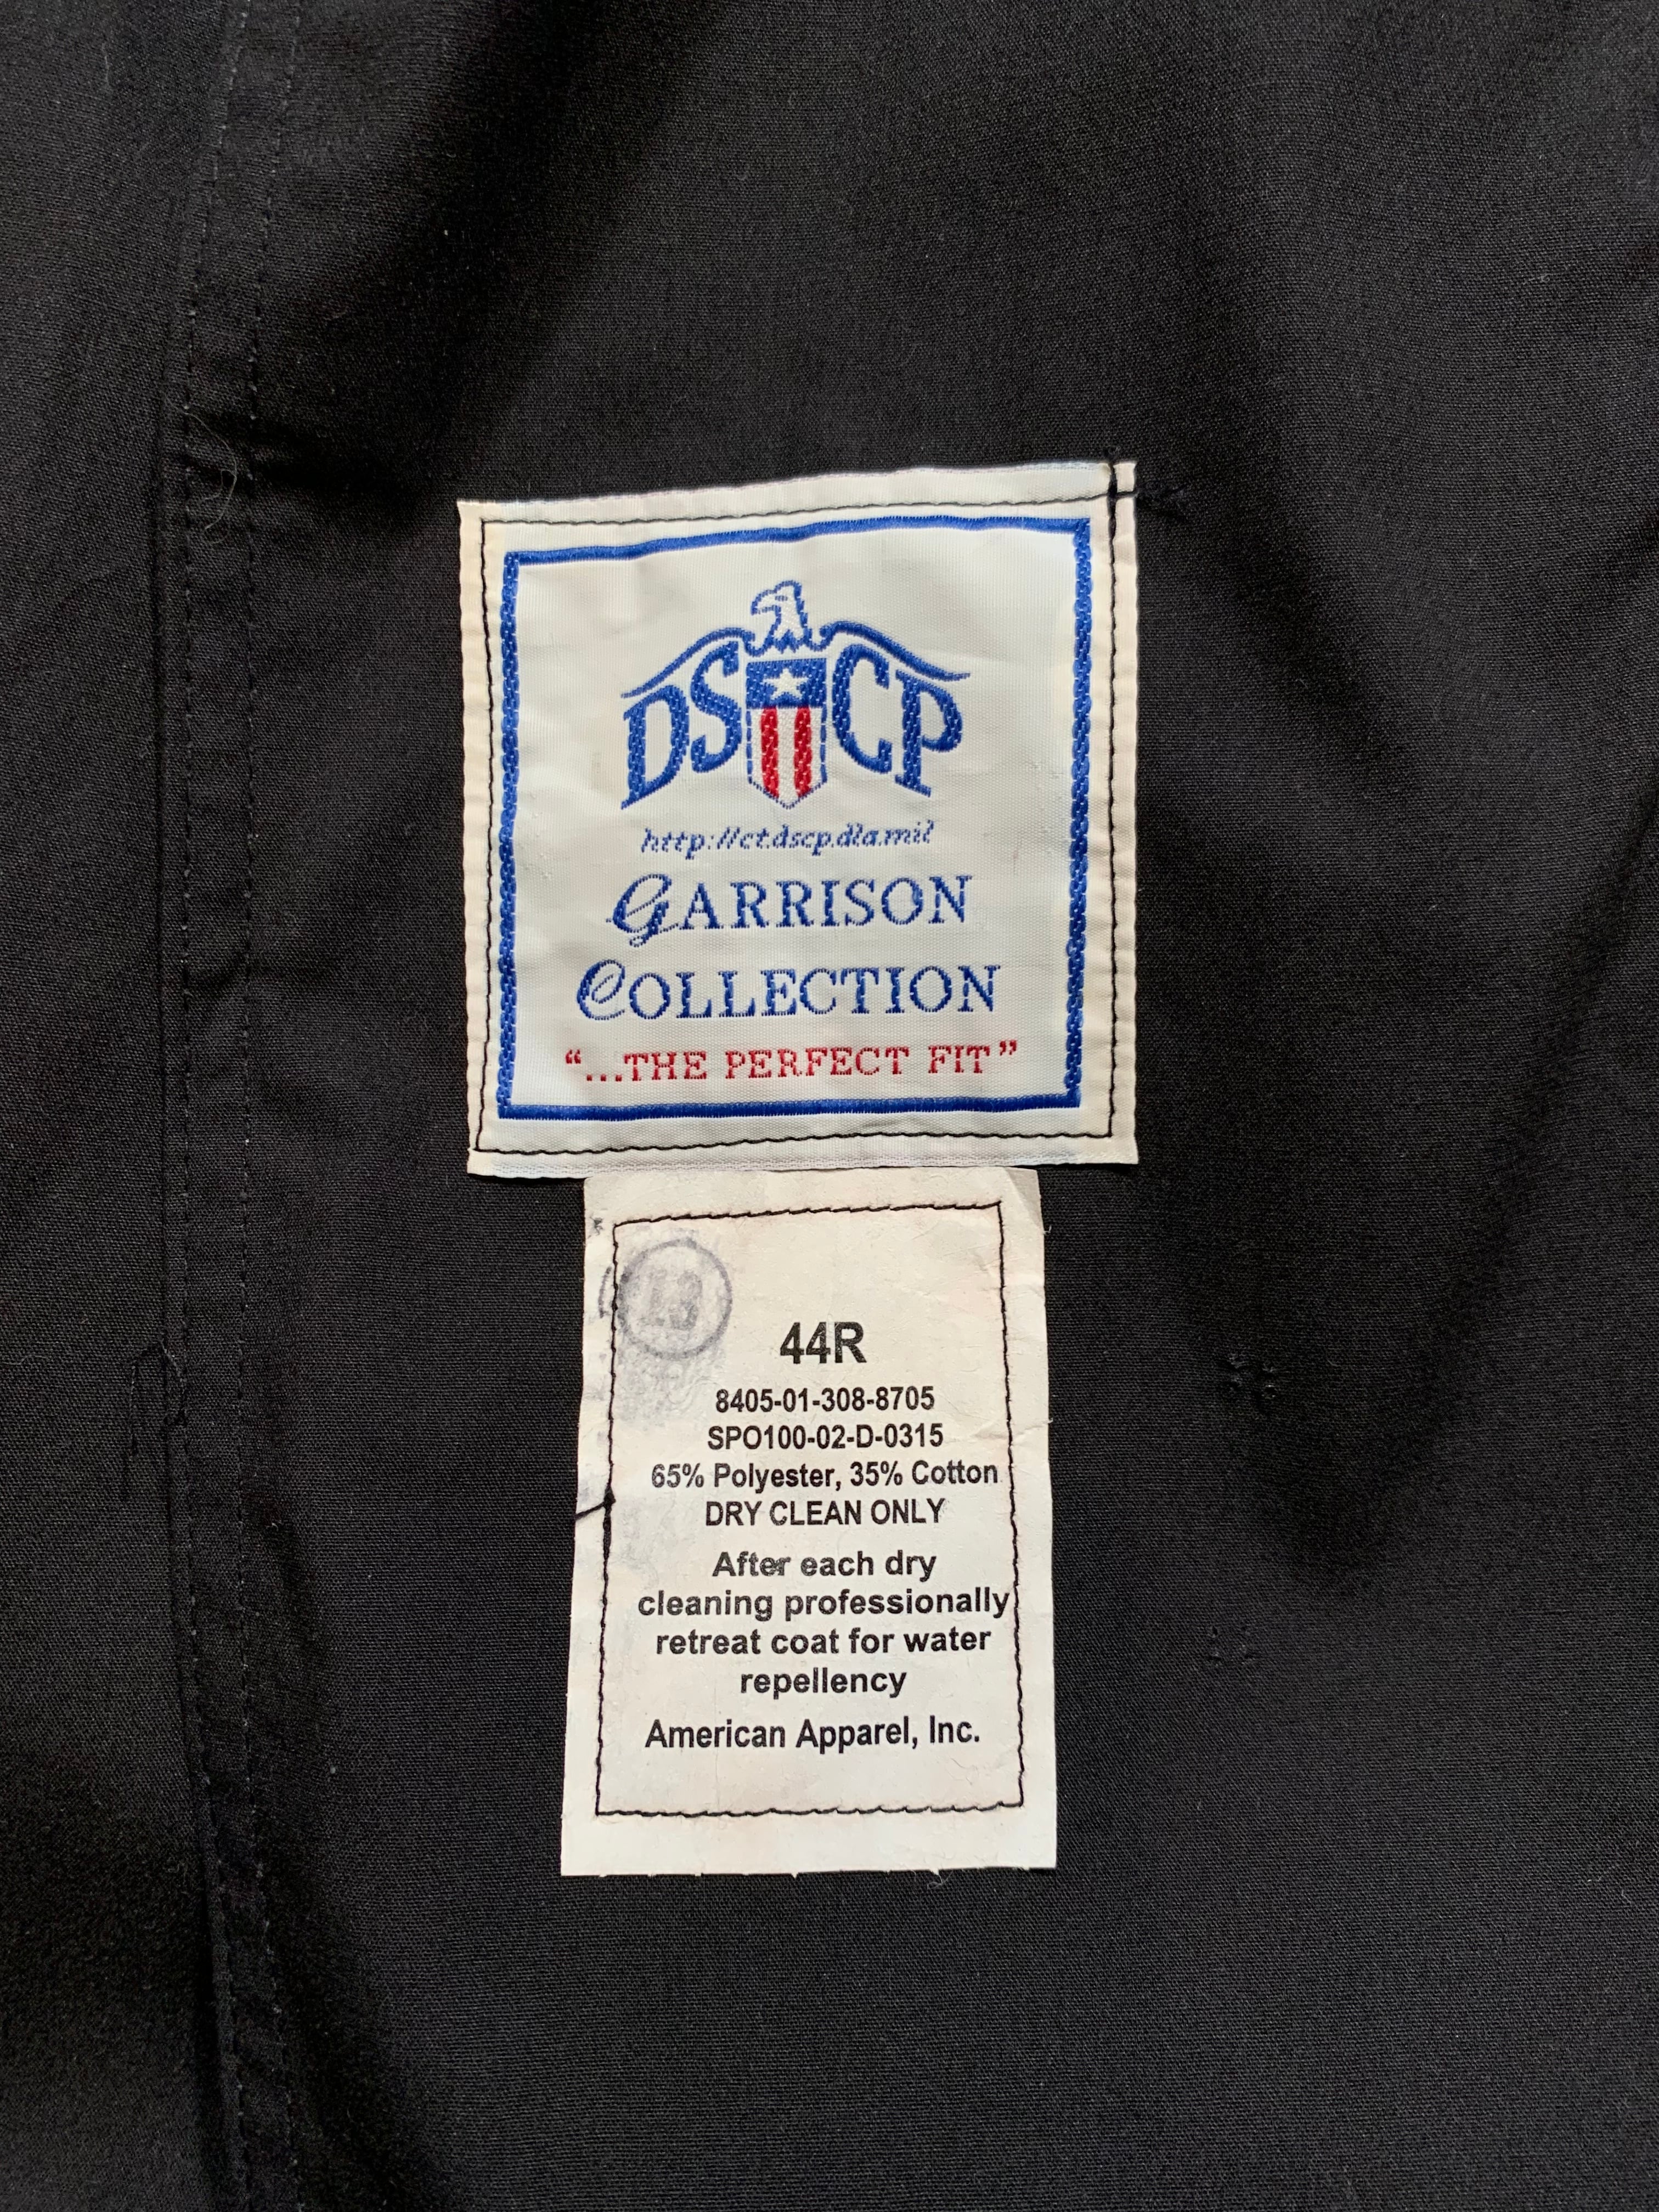 DSCP
http://ct.dscp.dla.mil
GARRISON
COLLECTION
“...THE PERFECT FIT”
44R
8405-01-308-8705
SPO100-02-D-0315
65% Polyester, 35% Cotton
DRY CLEAN ONLY
After each dry
cleaning professionally
retreat coat for water
repellency
American Apparel, Inc.